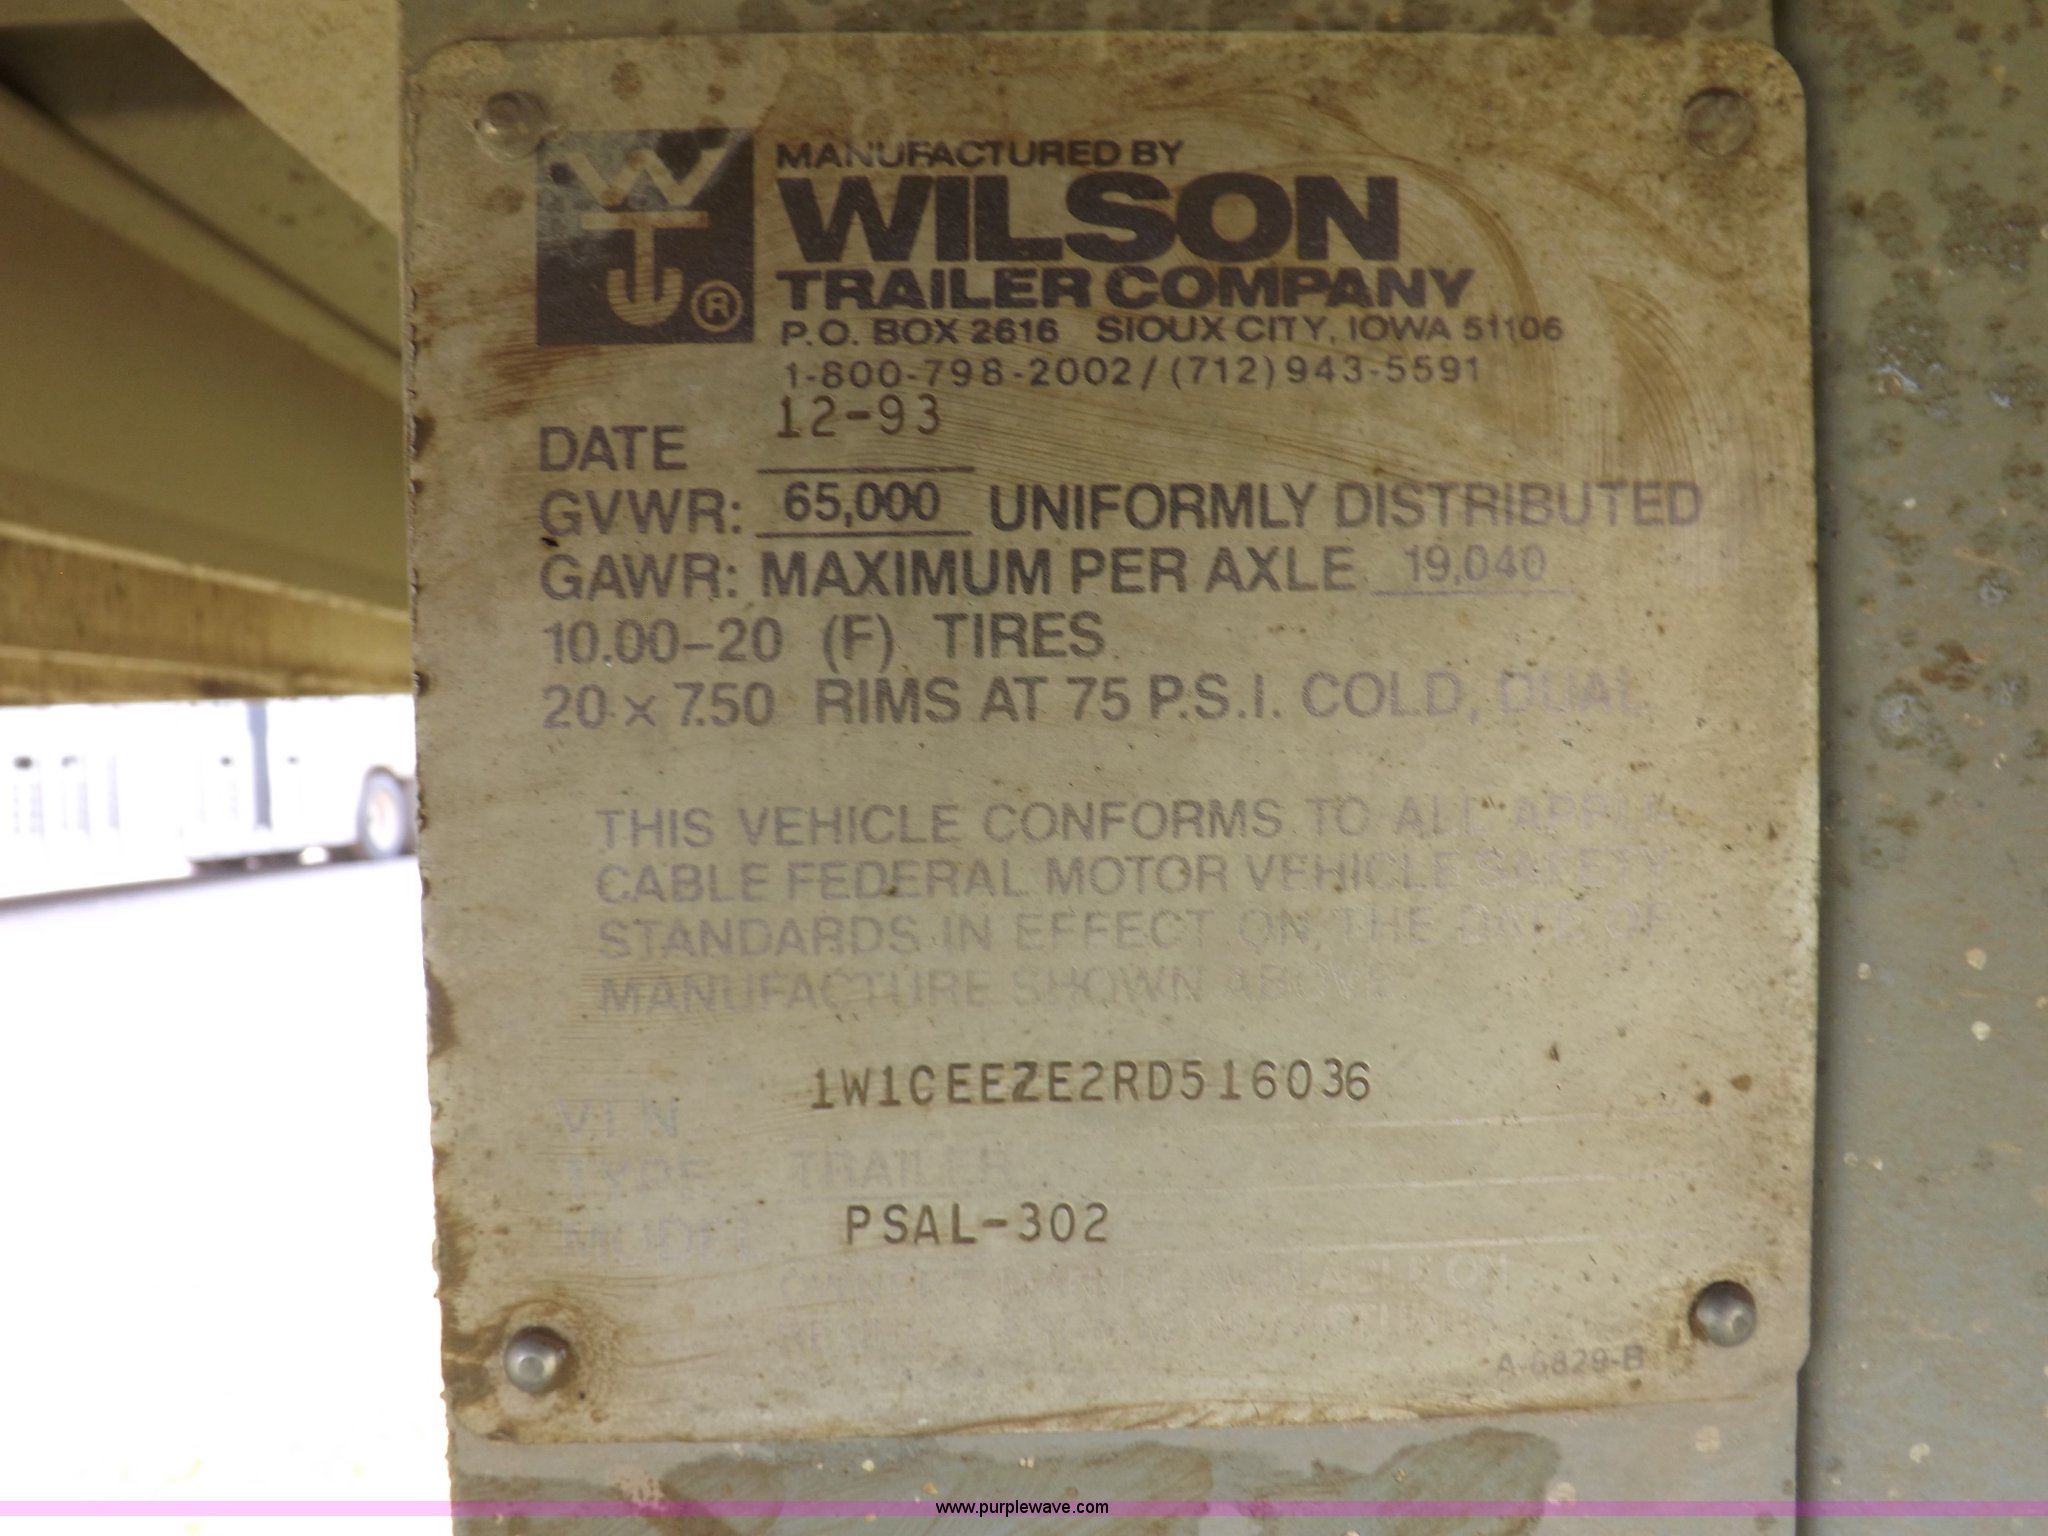 WTJ ®
MANUFACTURED BY
WILSON
TRAILER COMPANY
P.O. BOX 2616 SIOUX CITY, IOWA 51106
1-800-798-2002/(712)943-5591
DATE 12-93
GVWR: 65,000 UNIFORMLY DISTRIBUTED
GAWR: MAXIMUM PER AXLE 19,040
10.00-20 (F) TIRES
20 x 7.50 RIMS AT 75 P.S.I. COLD, DUAL
THIS VEHICLE CONFORMS TO ALL APPLI-
CABLE FEDERAL MOTOR VEHICLE SAFETY
STANDARDS IN EFFECT ON THE DATE OF
MANUFACTURE SHOWN ABOVE
VIN 1W1CEEZE2RD516036
TYPE TRAILER
MODEL PSAL-302
A-6829-B
www.purplewave.com